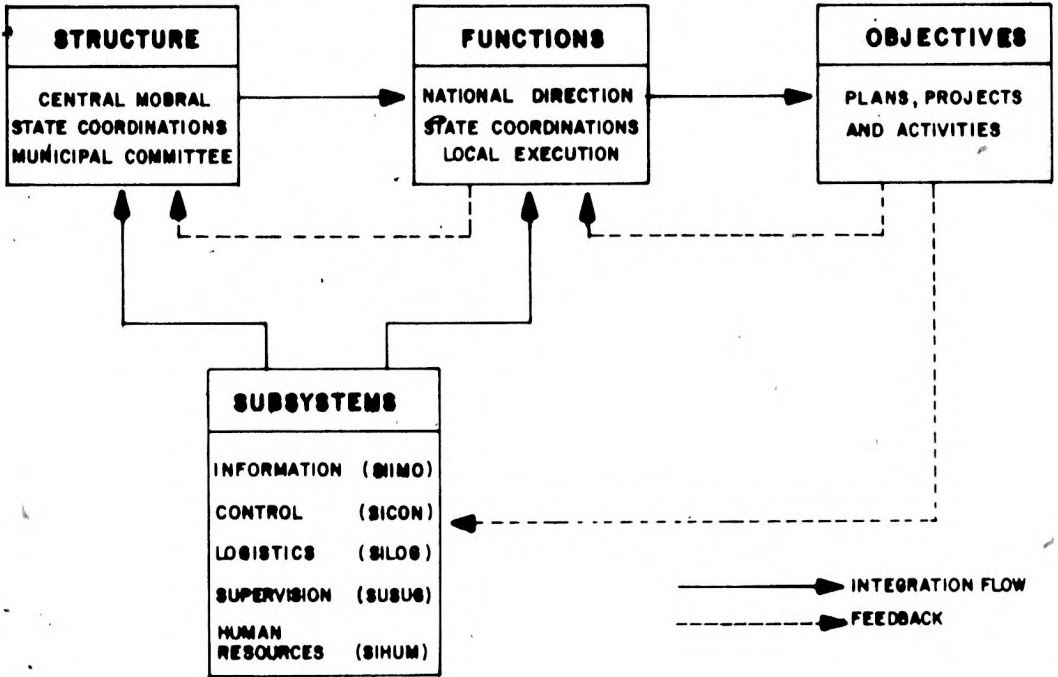 STRUCTURE
CENTRAL MOBRAL
STATE COORDINATIONS
MUNICIPAL COMMITTEE
FUNCTIONS
NATIONAL DIRECTION
STATE COORDINATIONS
LOCAL EXECUTION
OBJECTIVES
PLANS, PROJECTS
AND ACTIVITIES
SUBSYSTEMS
INFORMATION (SIIMO)
CONTROL (SICON)
LOGISTICS (SILOG)
SUPERVISION (SUSUG)
HUMAN
RESOURCES (SIHUM)
INTEGRATION FLOW
FEEDBACK